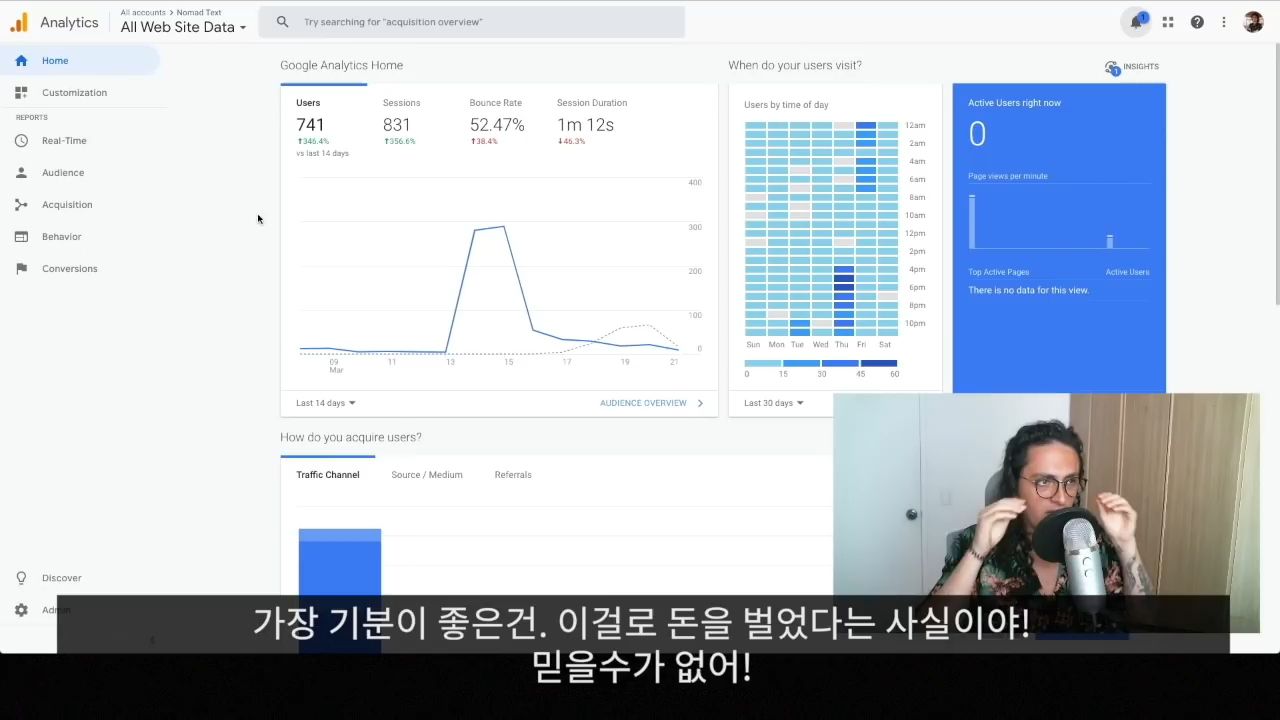 Analytics
All accounts > Nomad Text
All Web Site Data
Try searching for "acquisition overview"
1
Home
Customization
REPORTS
Real-Time
Audience
Acquisition
Behavior
Conversions
Discover
Google Analytics Home
Users
741
↑346.4%
vs last 14 days
Sessions
831
↑356.6%
Bounce Rate
52.47%
↑38.4%
Session Duration
1m 12s
↓46.3%
400
300
200
100
0
09
Mar
11
13
15
17
19
21
Last 14 days
AUDIENCE OVERVIEW
When do your users visit?
INSIGHTS
1
Users by time of day
12am
2am
4am
6am
8am
10am
12pm
2pm
4pm
6pm
8pm
10pm
Sun Mon Tue Wed Thu Fri Sat
0 15 30 45 60
Last 30 days
Active Users right now
0
Page views per minute
Top Active Pages Active Users
There is no data for this view.
How do you acquire users?
Traffic Channel
Source / Medium
Referrals
가장 기분이 좋은건. 이걸로 돈을 벌었다는 사실이야!
믿을수가 없어!